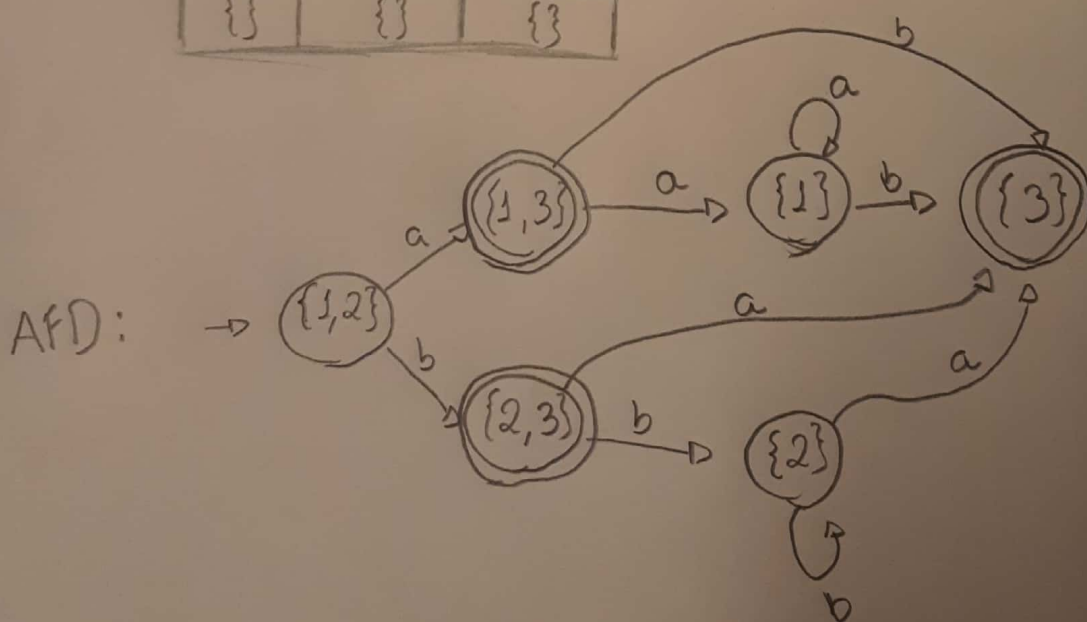 {} {} {}
b
a
{1,3} a {1} b {3}
a
AFD: → {1,2}
a
b
a
{2,3} b {2}
b